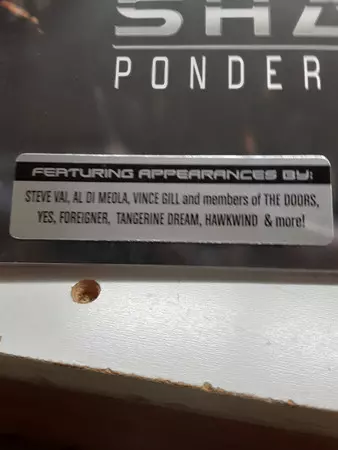 SHA
PONDER
FEATURING APPEARANCES BY:
STEVE VAI, AL DI MEOLA, VINCE GILL and members of THE DOORS,
YES, FOREIGNER, TANGERINE DREAM, HAWKWIND & more!